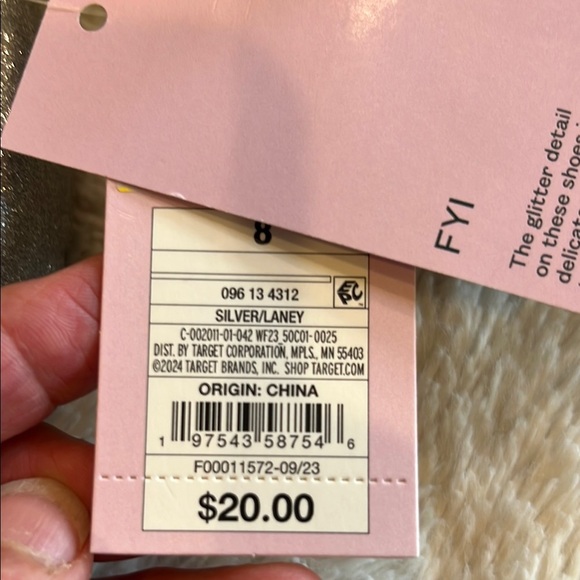 FYI
The glitter detail
on these shoes
delicat
8
096 13 4312
EPC
SILVER/LANEY
C-002011-01-042 WF23 50C01-0025
DIST. BY TARGET CORPORATION, MPLS., MN 55403
©2024 TARGET BRANDS, INC. SHOP TARGET.COM
ORIGIN: CHINA
1 97543 58754 6
F00011572-09/23
$20.00